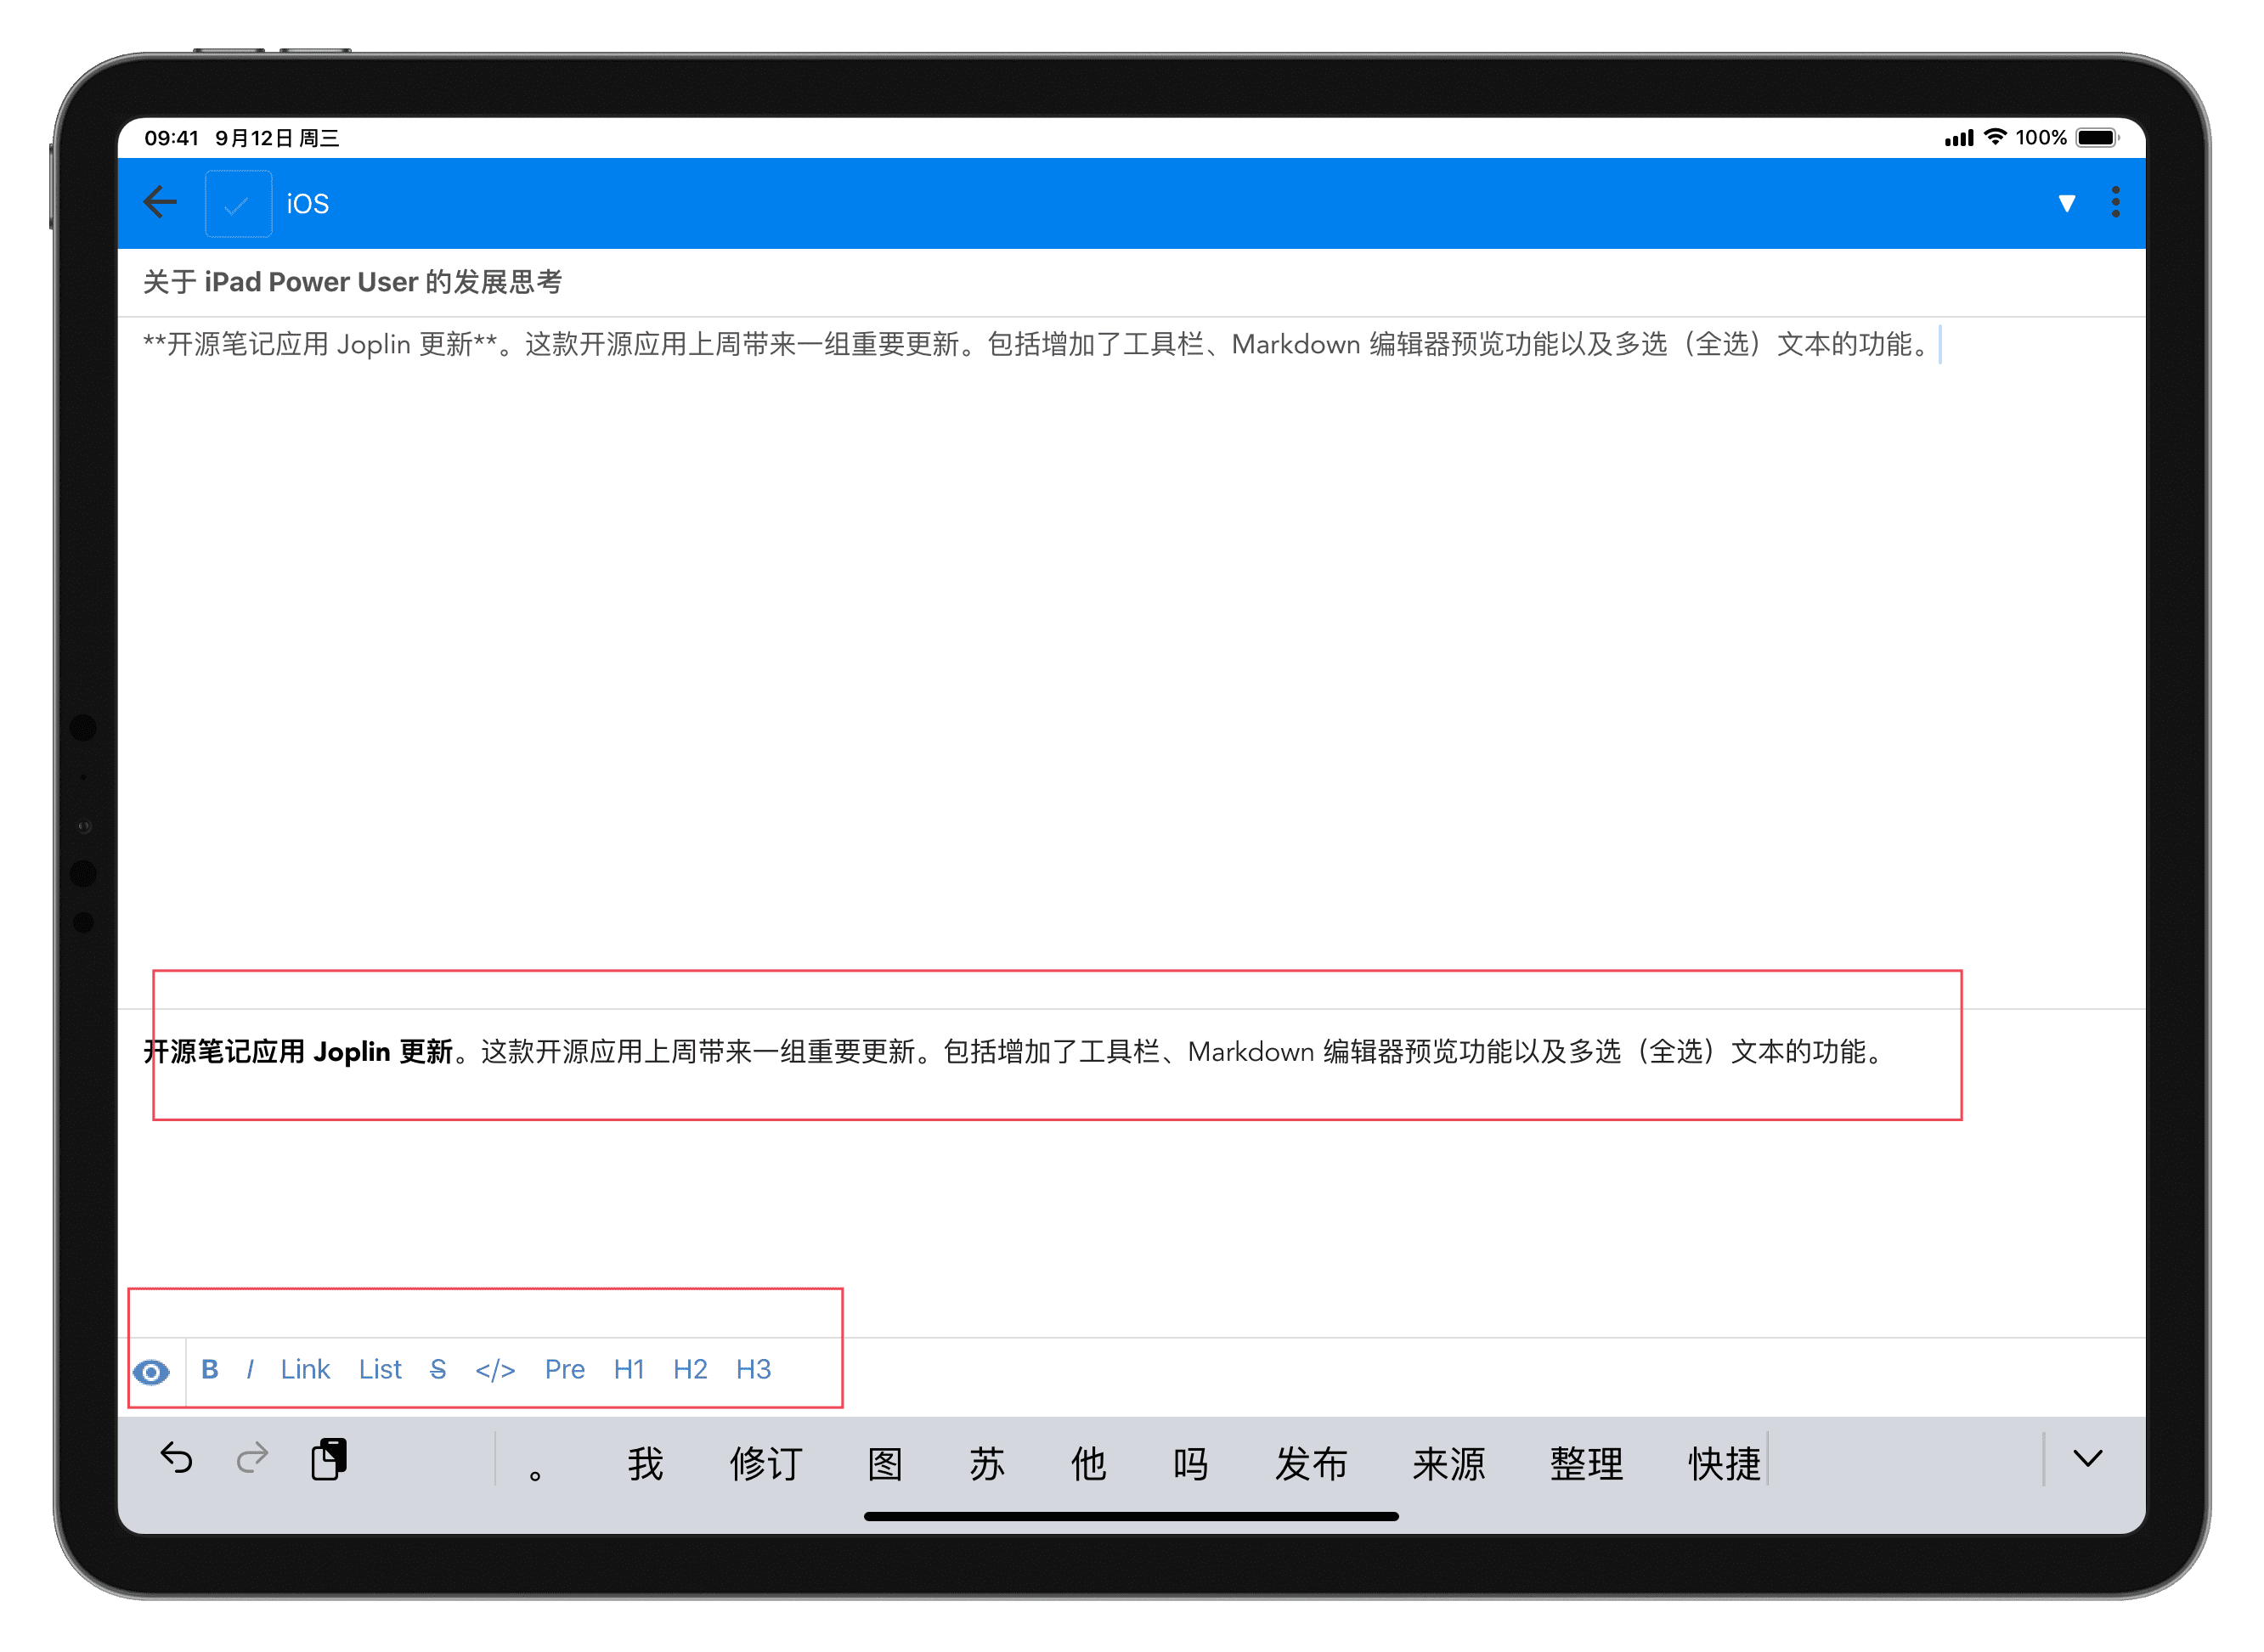 09:41 9月12日 周三 100%
iOS
关于 iPad Power User 的发展思考
**开源笔记应用 Joplin 更新**。这款开源应用上周带来一组重要更新。包括增加了工具栏、Markdown 编辑器预览功能以及多选（全选）文本的功能。
开源笔记应用 Joplin 更新。这款开源应用上周带来一组重要更新。包括增加了工具栏、Markdown 编辑器预览功能以及多选（全选）文本的功能。
B I Link List S </> Pre H1 H2 H3
。 我 修订 图 苏 他 吗 发布 来源 整理 快捷